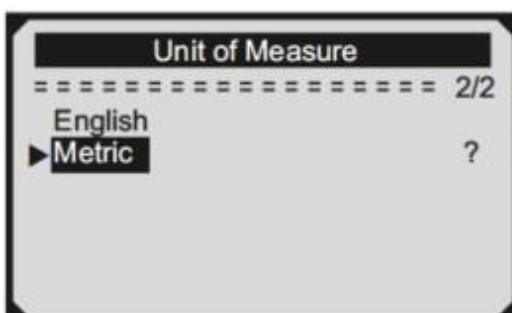 Unit of Measure
= = = = = = = = = = = = = = = = = = 2/2
English
▶Metric ?